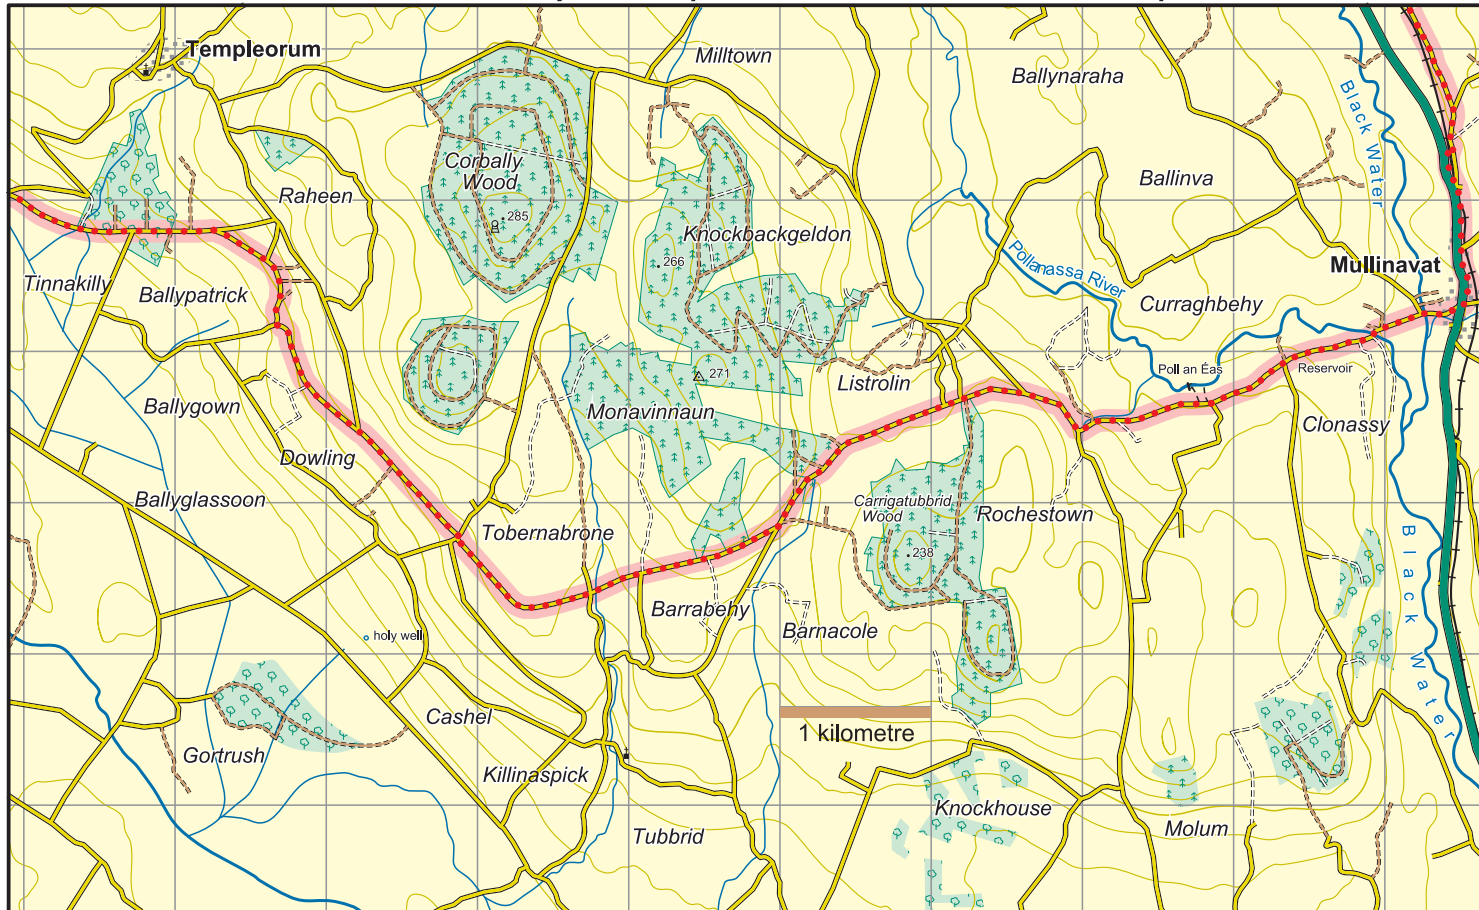 Templeorum
Milltown
Ballynaraha
Black Water
Corbally
Wood
Raheen
Ballinva
285
Knockbackgeldon
266
Pollanassa River
Mullinavat
Tinnakilly
Ballypatrick
Curraghbehy
271
Listrolin
Poll an Eas
Reservoir
Ballygown
Monavinnaun
Clonassy
Dowling
Ballyglassoon
Carrigatubbrid
Wood
Rochestown
Tobernabrone
238
Black Water
Barrabehy
holy well
Barnacole
Cashel
1 kilometre
Gortrush
Killinaspick
Knockhouse
Tubbrid
Molum